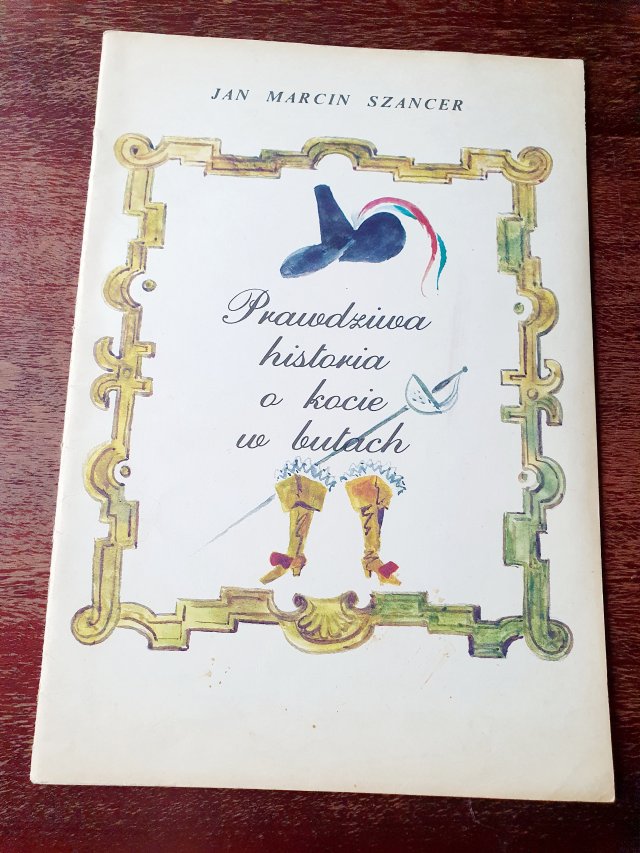 JAN MARCIN SZANCER
Prawdziwa
historia
o kocie
w butach